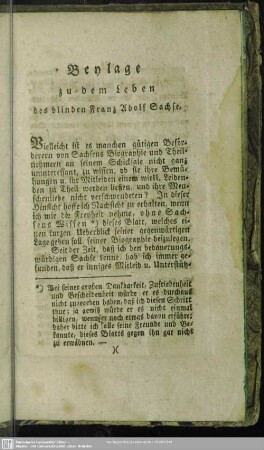 Beylage
zu dem Leben
des blinden Franz Adolf Sachse.
Vielleicht ist es manchen gütigen Beför-
derern von Sachsens Biographie und Theil-
nehmern an seinem Schicksale nicht ganz
uninteressant, zu wissen, ob sie ihre Bemü-
hungen u. ihr Mitleiden einem wirkl. Leiden-
den zu Theil werden ließen, und ihre Men-
schenliebe nicht verschwendeten? In dieser
Hinsicht hoffe ich Nachsicht zu erhalten, wenn
ich mir die Freyheit nehme, ohne Sach-
sens Wissen *) dieses Blatt, welches ei-
nen kurzen Ueberblick seiner gegenwärtigen
Lage geben soll, seiner Biographie beizulegen.
Seit der Zeit, daß ich den bedaurungs-
würdigen Sachse kenne, hab ich immer ge-
funden, daß er inniges Mitleid u. Unterstüz-
*) Bei seiner großen Dankbarkeit, Zufriedenheit
und Bescheidenheit würde er es durchaus
nicht zugeben haben, daß ich diesen Schritt
thue; ja gewiß würde er es nicht einmal
billigen, wenn er noch etwas davon erführe;
daher bitte ich alle seine Freunde und Be-
kannte, dieses Blatts gegen ihn gar nicht
zu erwähnen. —
)(